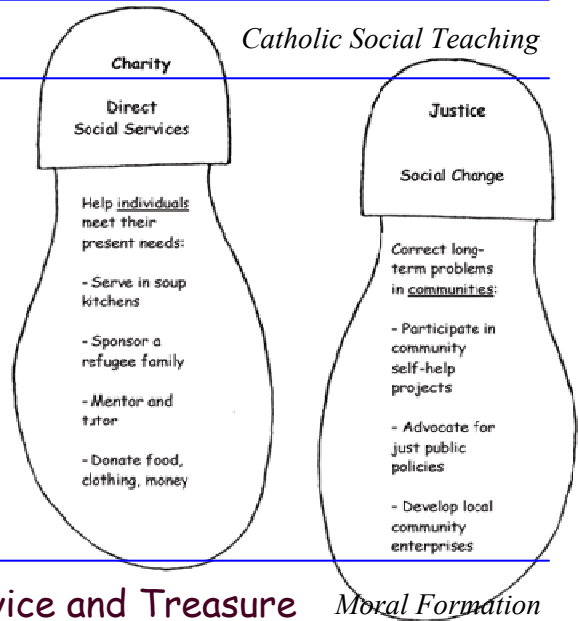 Catholic Social Teaching
Charity
Direct
Social Services
Help individuals
meet their
present needs:
- Serve in soup
kitchens
- Sponsor a
refugee family
- Mentor and
tutor
- Donate food,
clothing, money
Justice
Social Change
Correct long-
term problems
in communities:
- Participate in
community
self-help
projects
- Advocate for
just public
policies
- Develop local
community
enterprises
vice and Treasure
Moral Formation